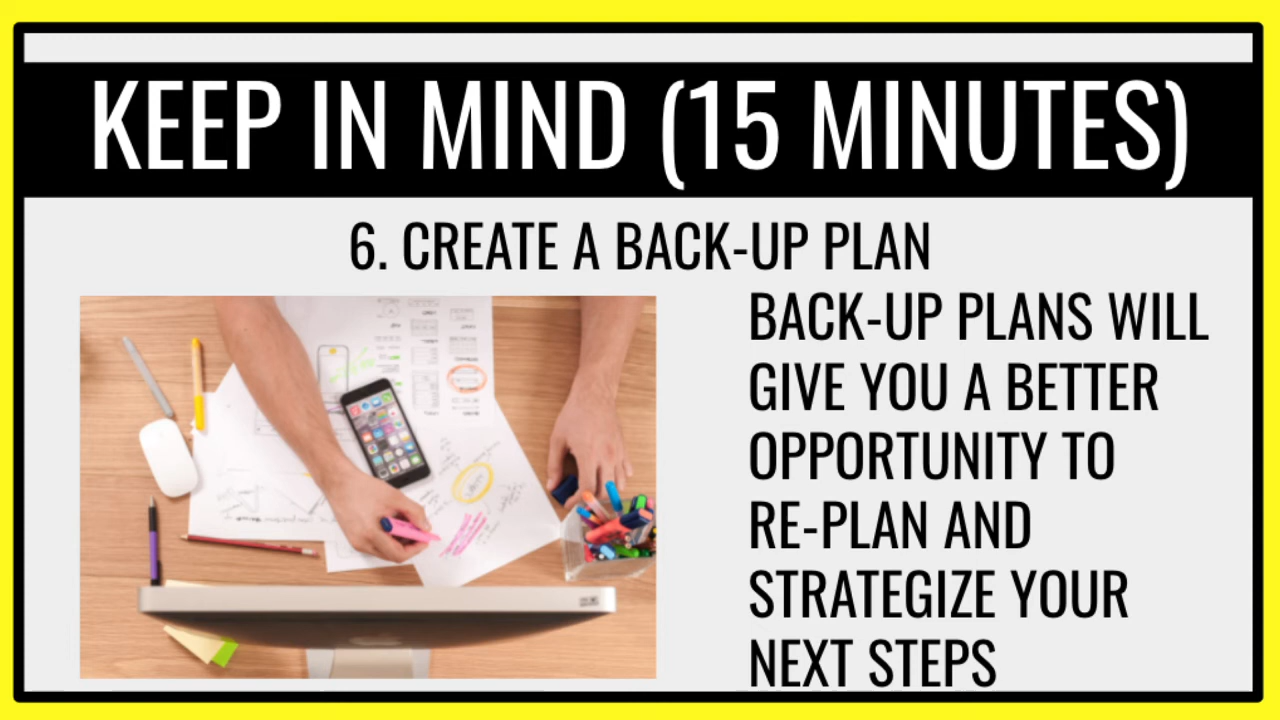 KEEP IN MIND (15 MINUTES)
6. CREATE A BACK-UP PLAN
BACK-UP PLANS WILL
GIVE YOU A BETTER
OPPORTUNITY TO
RE-PLAN AND
STRATEGIZE YOUR
NEXT STEPS